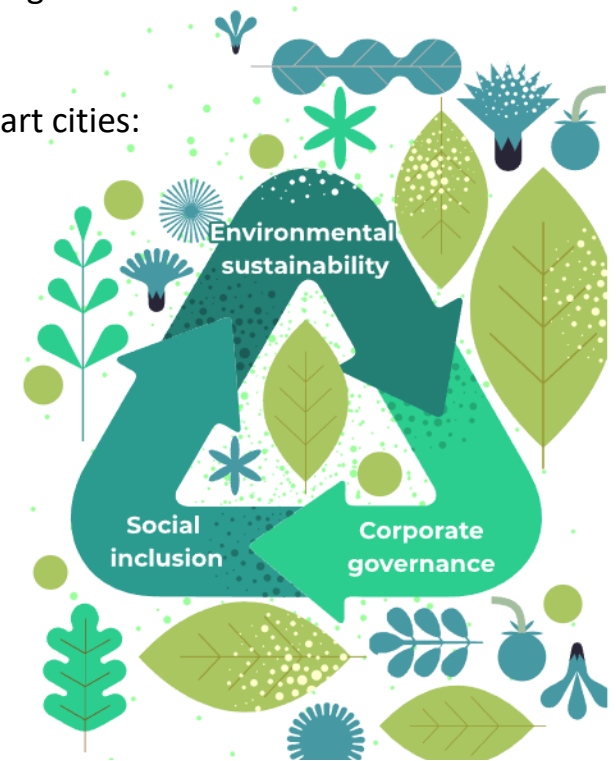 g
art cities:
Environmental
sustainability
Social
inclusion
Corporate
governance